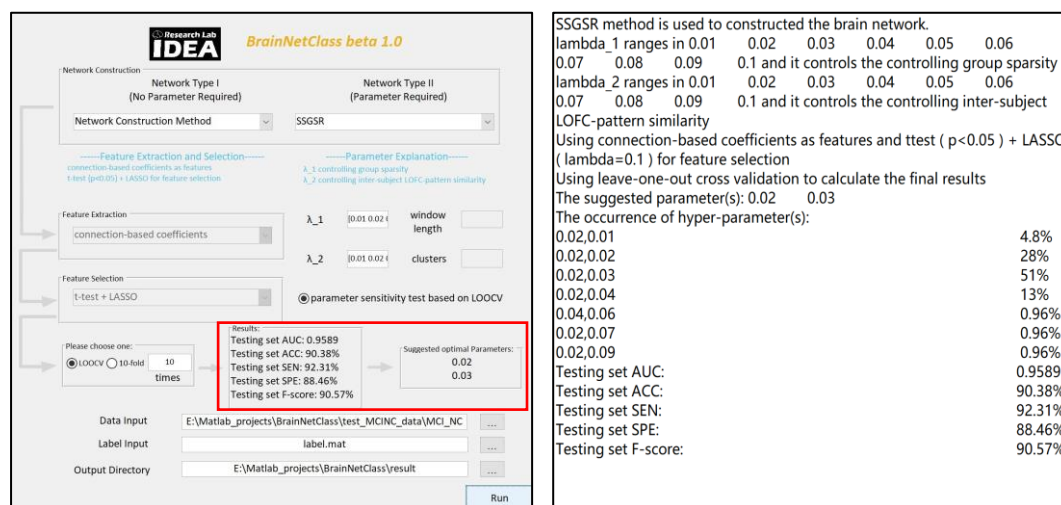 Research Lab
IDEA
BrainNetClass beta 1.0
Network Construction
Network Type I
(No Parameter Required)
Network Type II
(Parameter Required)
Network Construction Method
SSGSR
------Feature Extraction and Selection-----
connection-based coefficients as features
t-test (p<0.05) + LASSO for feature selection
-----Parameter Explanation-----
λ_1 controlling group sparsity
λ_2 controlling inter-subject LOFC-pattern similarity
Feature Extraction
connection-based coefficients
λ_1
[0.01 0.02
window
length
λ_2
[0.01 0.02
clusters
Feature Selection
t-test + LASSO
parameter sensitivity test based on LOOCV
Please choose one:
LOOCV
10-fold
10
times
Results:
Testing set AUC: 0.9589
Testing set ACC: 90.38%
Testing set SEN: 92.31%
Testing set SPE: 88.46%
Testing set F-score: 90.57%
Suggested optimal Parameters:
0.02
0.03
Data Input
E:\Matlab_projects\BrainNetClass\test_MCINC_data\MCI_NC
...
Label Input
label.mat
...
Output Directory
E:\Matlab_projects\BrainNetClass\result
...
Run
SSGSR method is used to constructed the brain network.
lambda_1 ranges in 0.01 0.02 0.03 0.04 0.05 0.06
0.07 0.08 0.09 0.1 and it controls the controlling group sparsity
lambda_2 ranges in 0.01 0.02 0.03 0.04 0.05 0.06
0.07 0.08 0.09 0.1 and it controls the controlling inter-subject
LOFC-pattern similarity
Using connection-based coefficients as features and ttest ( p<0.05 ) + LASSO
( lambda=0.1 ) for feature selection
Using leave-one-out cross validation to calculate the final results
The suggested parameter(s): 0.02 0.03
The occurrence of hyper-parameter(s):
0.02,0.01 4.8%
0.02,0.02 28%
0.02,0.03 51%
0.02,0.04 13%
0.04,0.06 0.96%
0.02,0.07 0.96%
0.02,0.09 0.96%
Testing set AUC: 0.9589
Testing set ACC: 90.38%
Testing set SEN: 92.31%
Testing set SPE: 88.46%
Testing set F-score: 90.57%